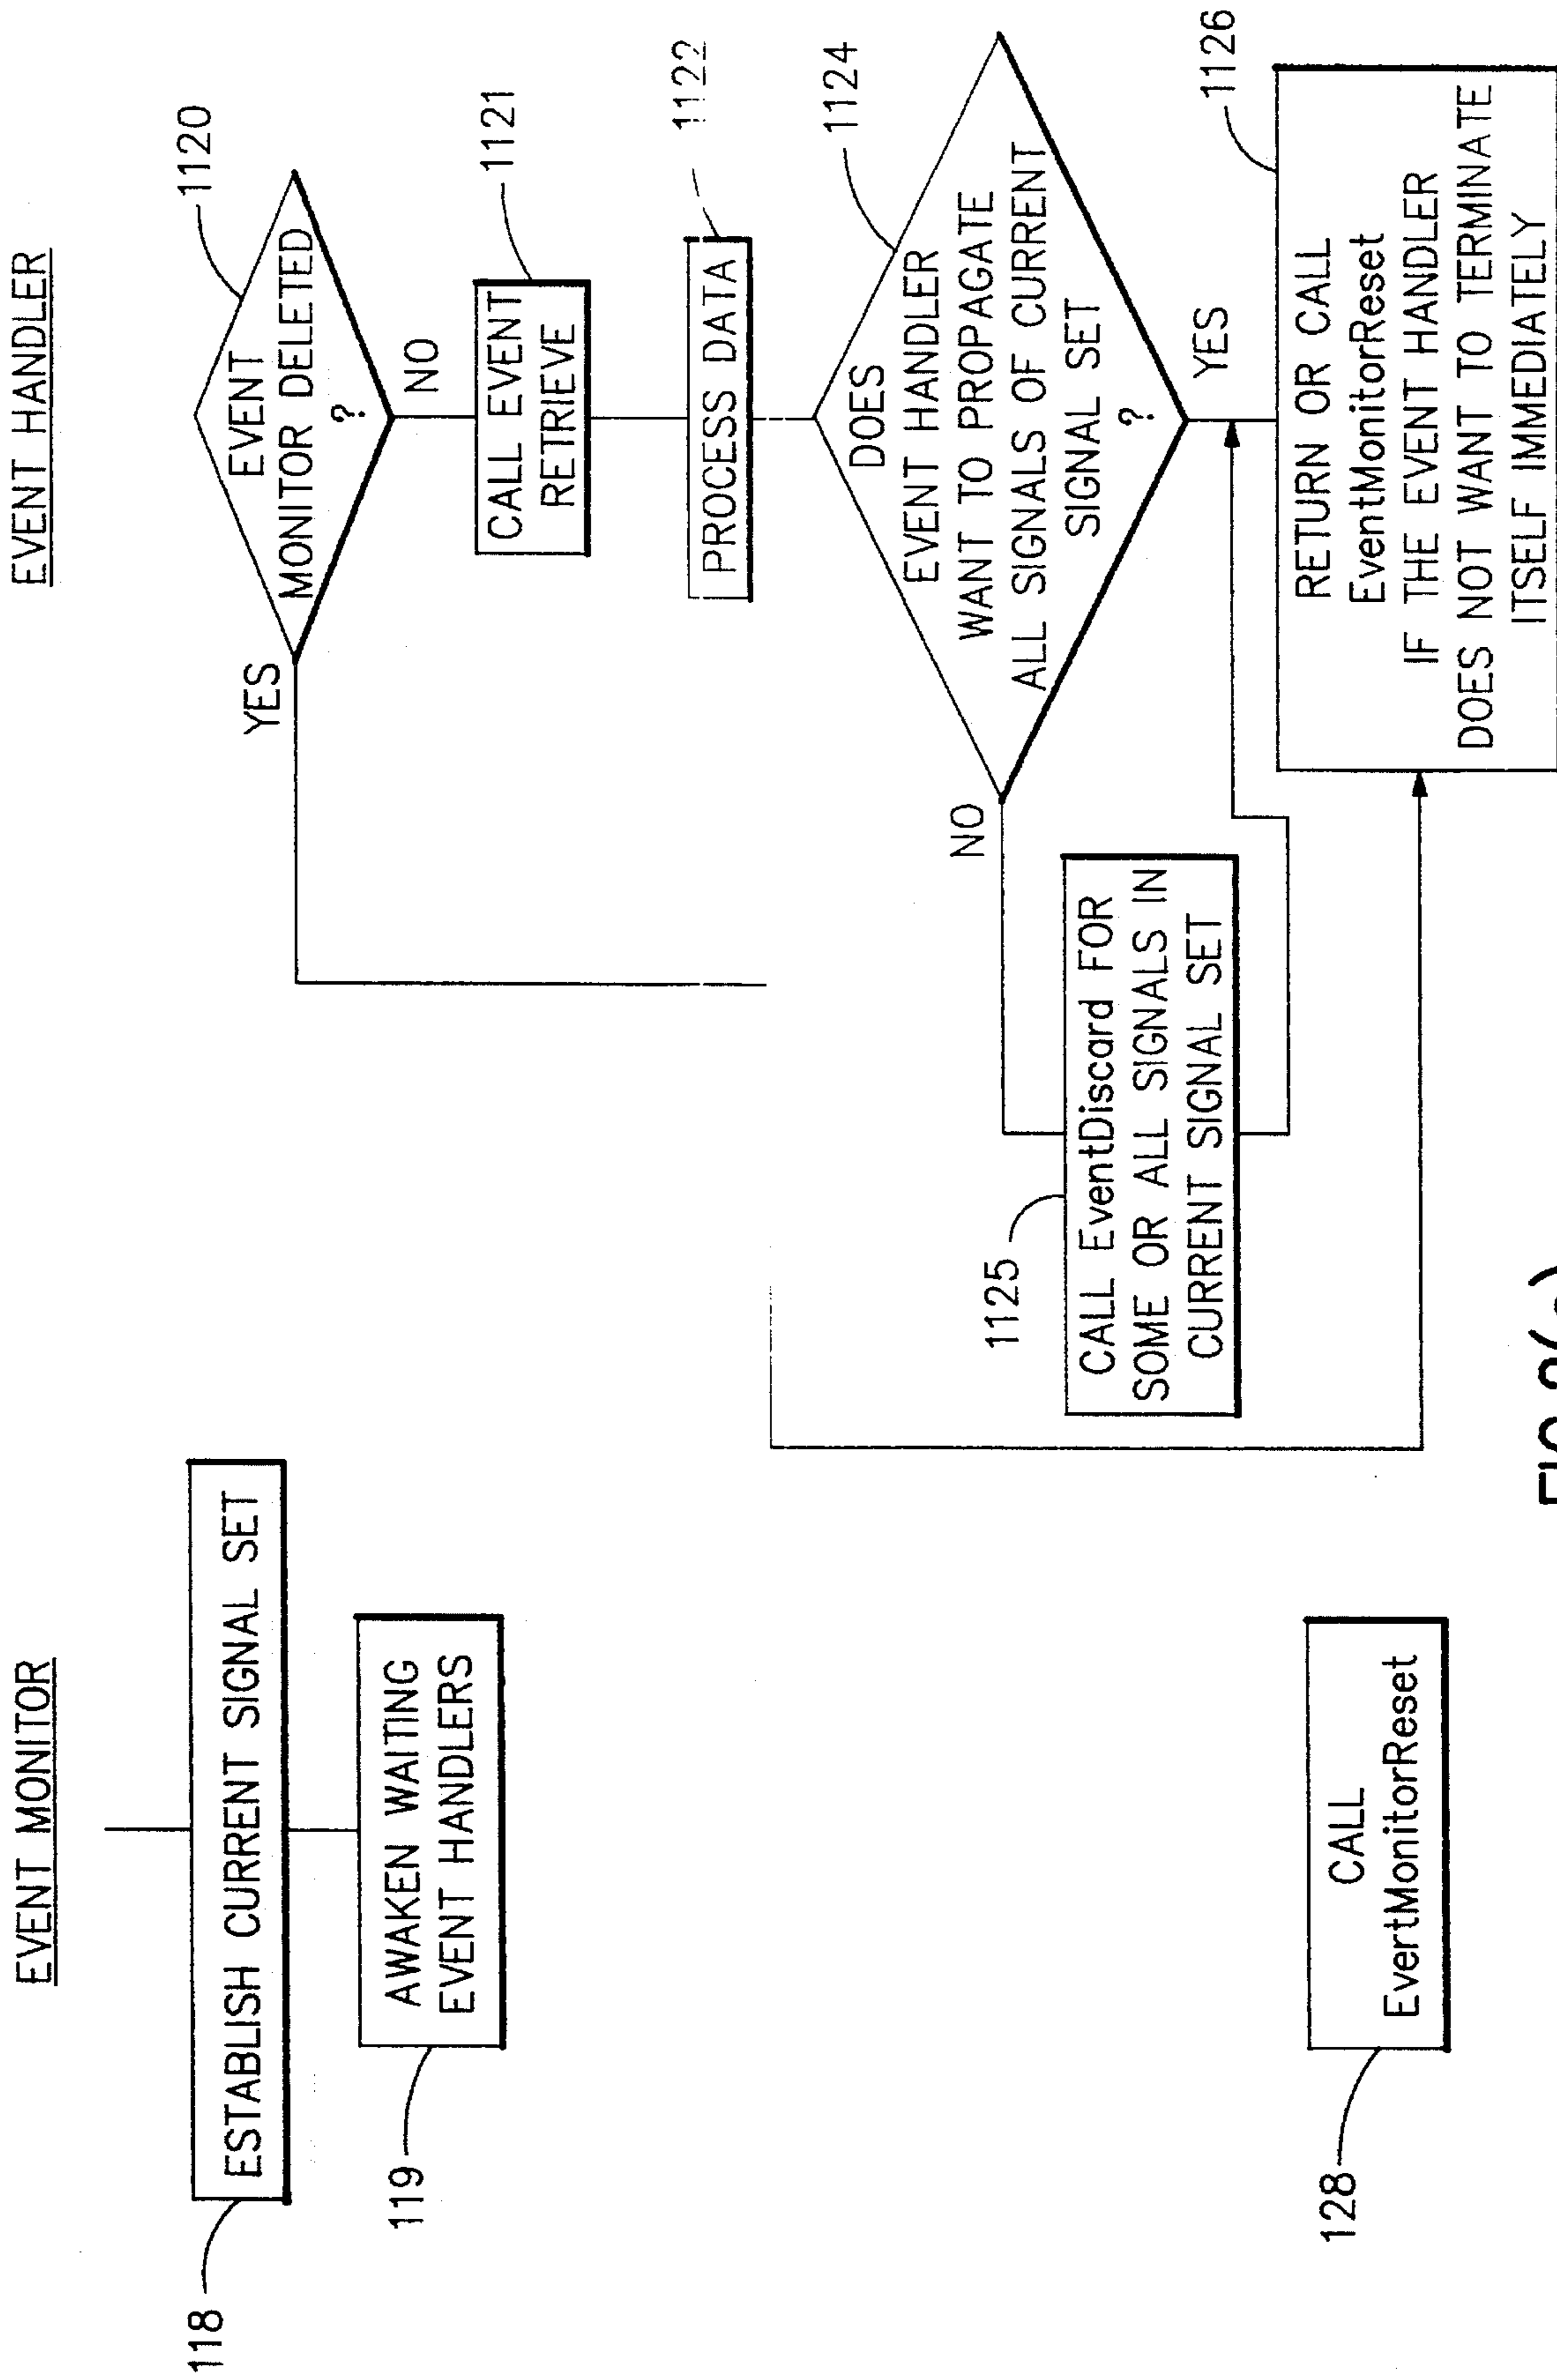 EVENT MONITOR
118
ESTABLISH CURRENT SIGNAL SET
119
AWAKEN WAITING
EVENT HANDLERS
128
CALL
EvertMonitorReset
EVENT HANDLER
1120
EVENT
MONITOR DELETED
?
YES
NO
1121
CALL EVENT
RETRIEVE
1122
PROCESS DATA
1124
DOES
EVENT HANDLER
WANT TO PROPAGATE
ALL SIGNALS OF CURRENT
SIGNAL SET
?
NO
YES
1125
CALL EventDiscard FOR
SOME OR ALL SIGNALS IN
CURRENT SIGNAL SET
1126
RETURN OR CALL
EventMonitorReset
IF THE EVENT HANDLER
DOES NOT WANT TO TERMINATE
ITSELF IMMEDIATELY